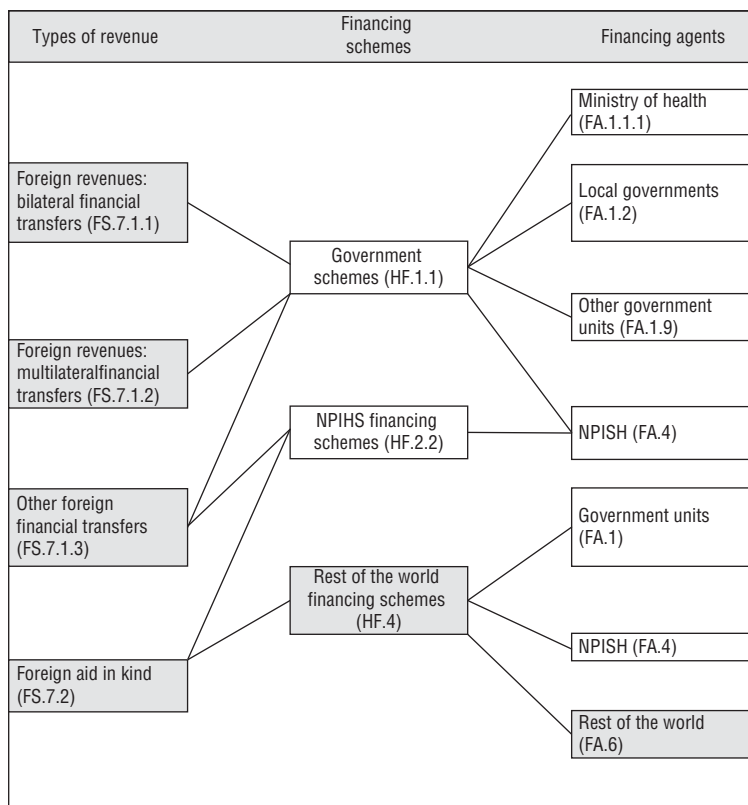 Types of revenue
Financing
schemes
Financing agents
Foreign revenues:
bilateral financial
transfers (FS.7.1.1)
Foreign revenues:
multilateralfinancial
transfers (FS.7.1.2)
Other foreign
financial transfers
(FS.7.1.3)
Foreign aid in kind
(FS.7.2)
Government
schemes (HF.1.1)
NPIHS financing
schemes (HF.2.2)
Rest of the world
financing schemes
(HF.4)
Ministry of health
(FA.1.1.1)
Local governments
(FA.1.2)
Other government
units (FA.1.9)
NPISH (FA.4)
Government units
(FA.1)
NPISH (FA.4)
Rest of the world
(FA.6)